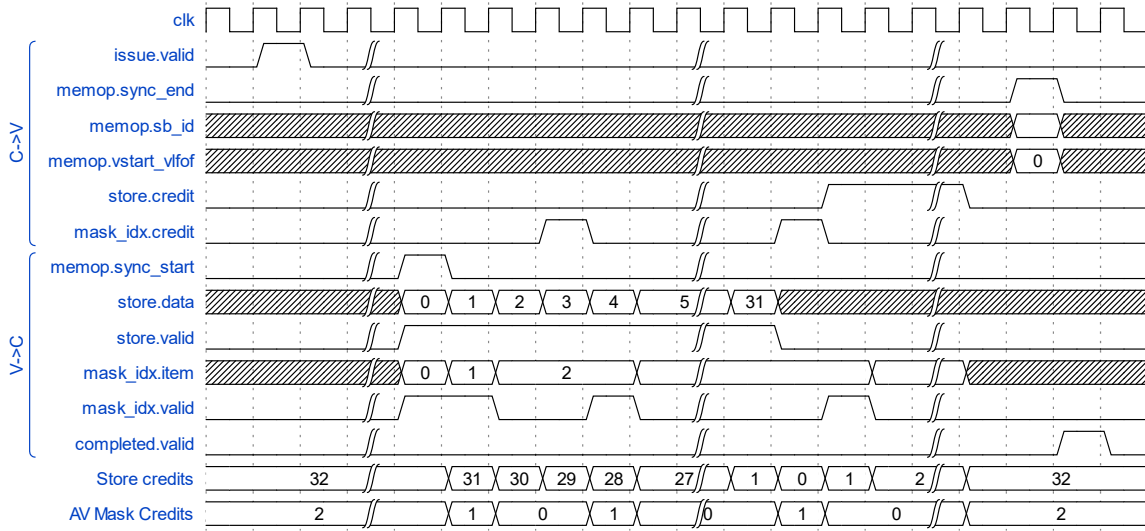 clk
issue.valid
memop.sync_end
memop.sb_id
memop.vstart_vlfof 0
store.credit
mask_idx.credit
C->V
memop.sync_start
store.data 0 1 2 3 4 5 31
store.valid
mask_idx.item 0 1 2
mask_idx.valid
completed.valid
V->C
Store credits 32 31 30 29 28 27 1 0 1 2 32
AV Mask Credits 2 1 0 1 0 1 0 2